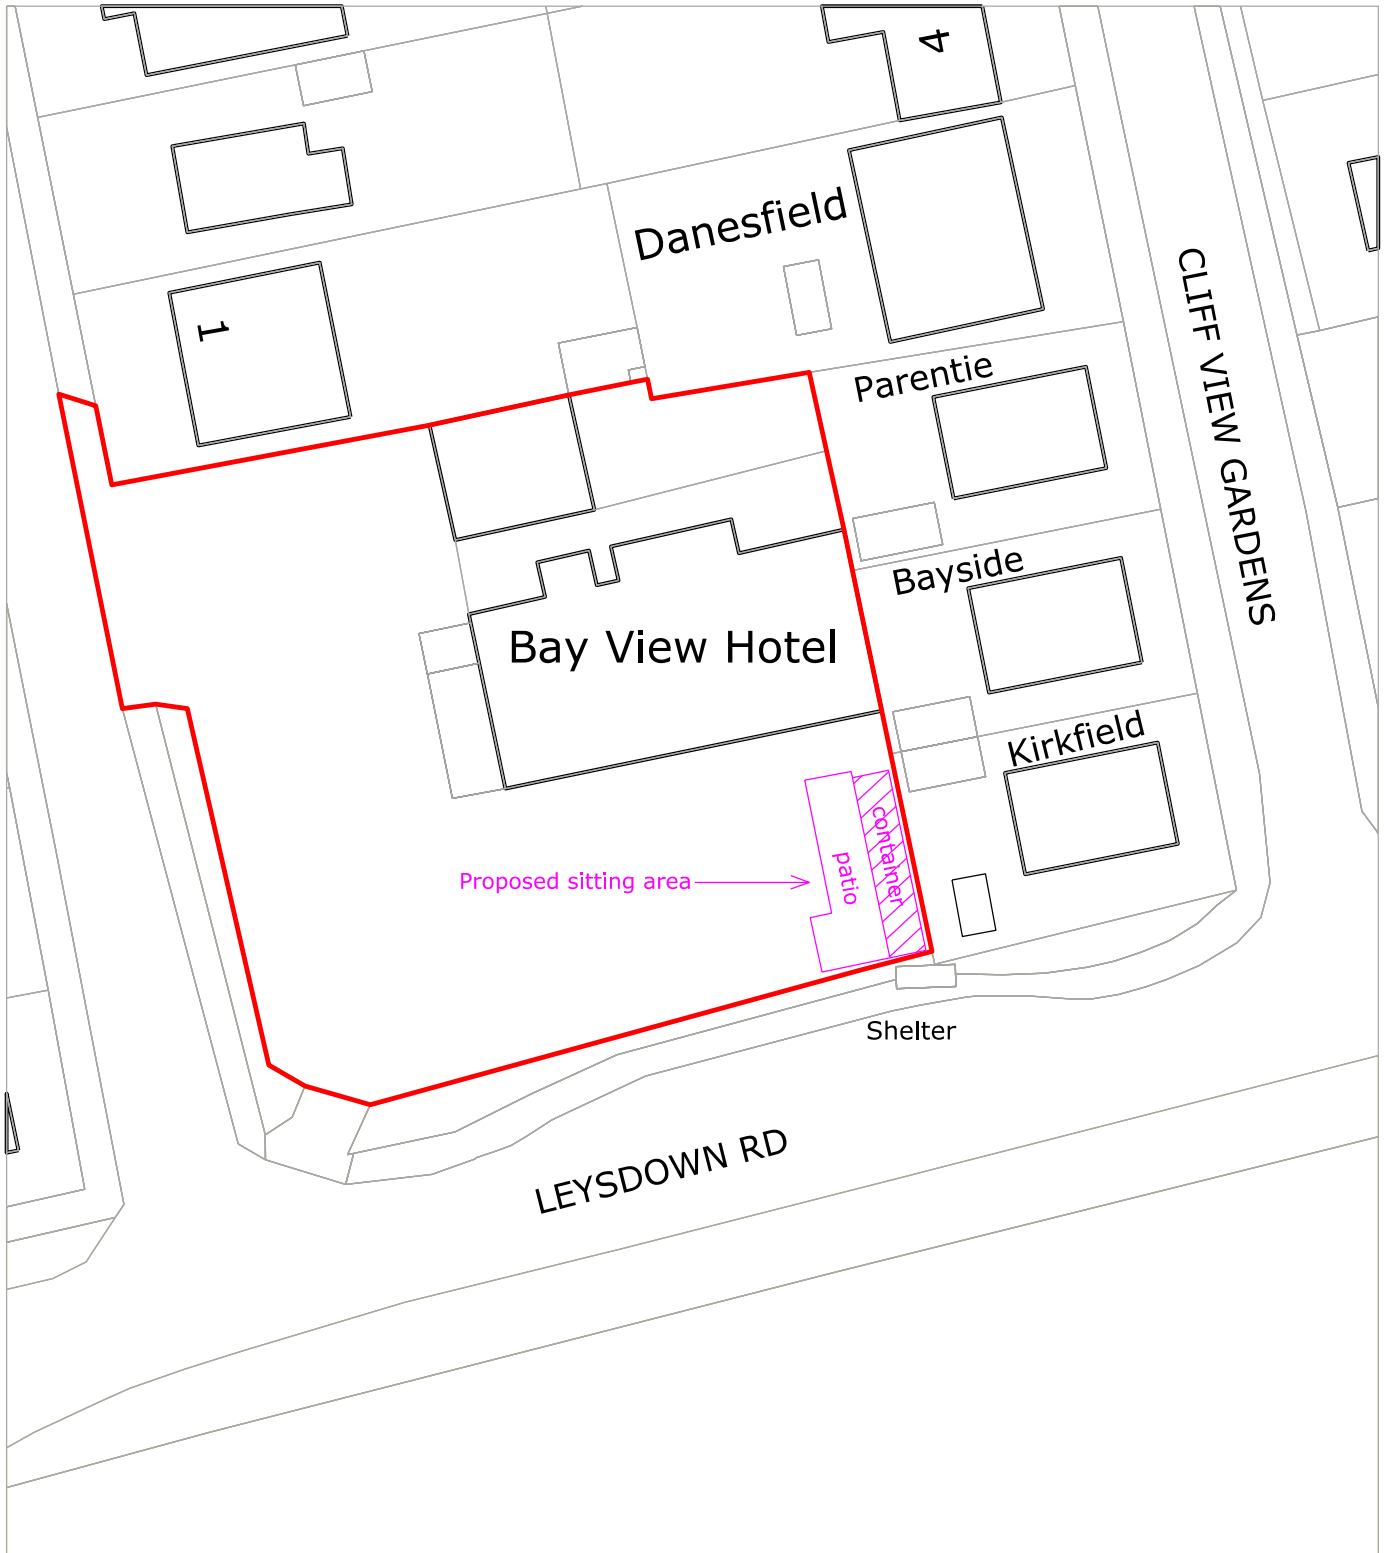 4
Danesfield
1
CLIFF VIEW GARDENS
Parentie
Bayside
Bay View Hotel
Kirkfield
container
patio
Proposed sitting area
Shelter
LEYSDOWN RD